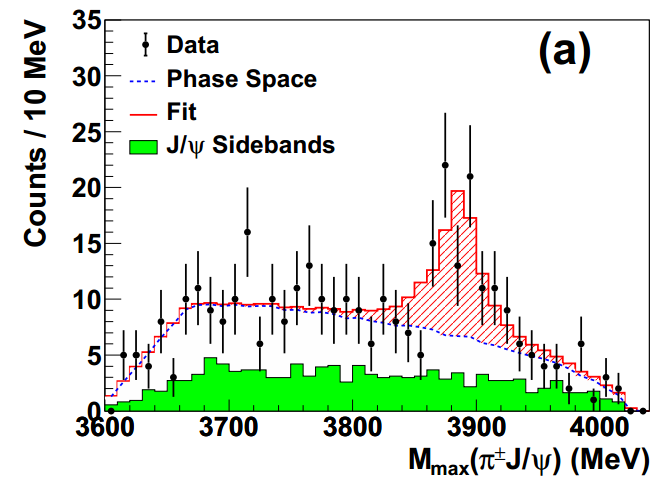 35
30
25
20
15
10
5
0
Counts / 10 MeV
(a)
Data
Phase Space
Fit
J/ψ Sidebands
3600 3700 3800 3900 4000
M_max(π±J/ψ) (MeV)